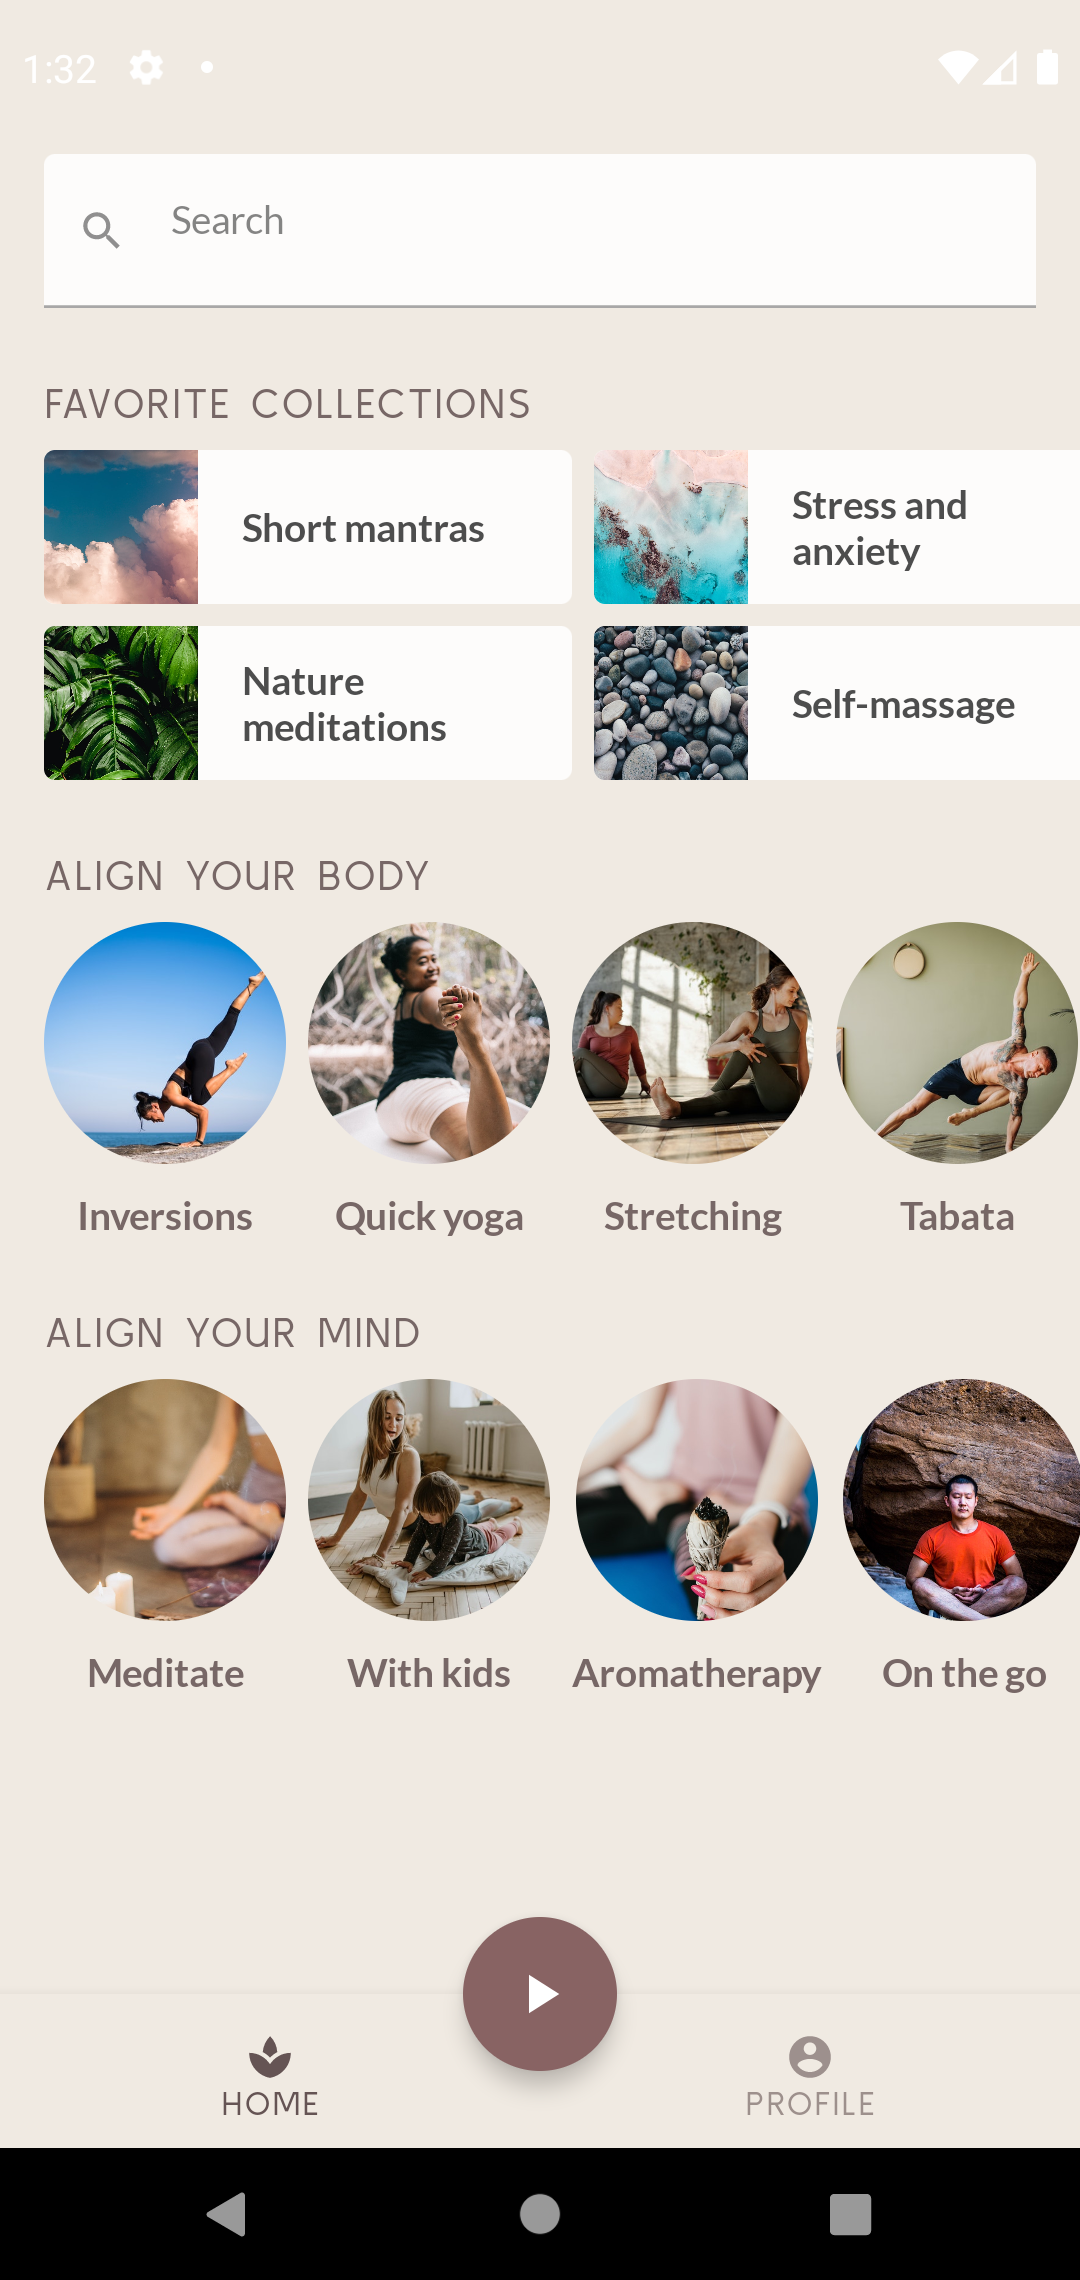 1:32
Search
FAVORITE COLLECTIONS
Short mantras
Stress and
anxiety
Nature
meditations
Self-massage
ALIGN YOUR BODY
Inversions
Quick yoga
Stretching
Tabata
ALIGN YOUR MIND
Meditate
With kids
Aromatherapy
On the go
HOME
PROFILE